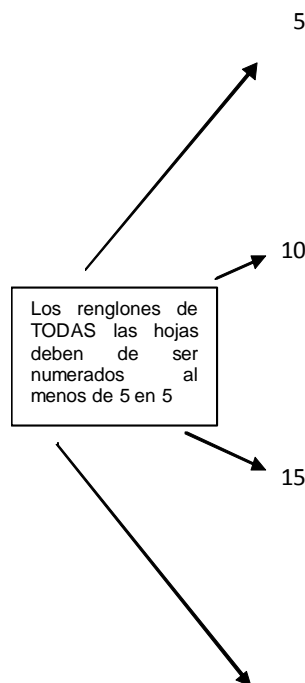 5
10
Los renglones de
TODAS las hojas
deben de ser
numerados al
menos de 5 en 5
15